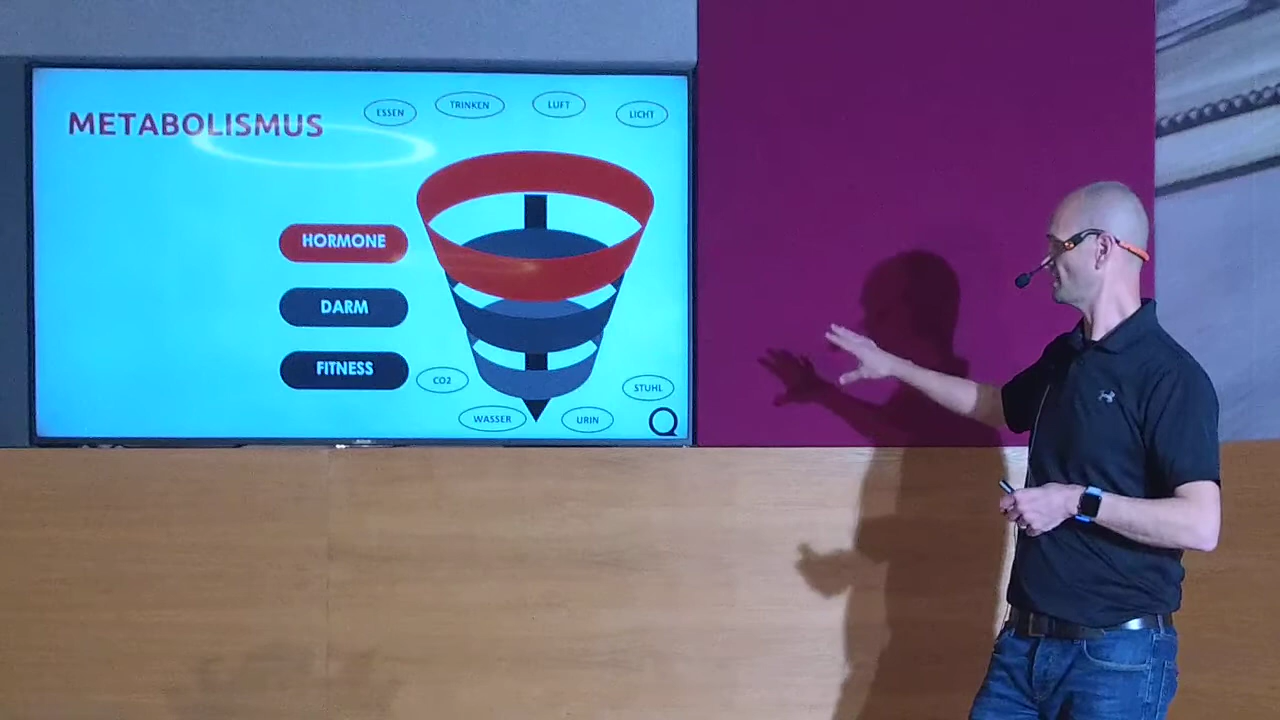 METABOLISMUS
ESSEN
TRINKEN
LUFT
LICHT
HORMONE
DARM
FITNESS
CO2
STUHL
WASSER
URIN
Q